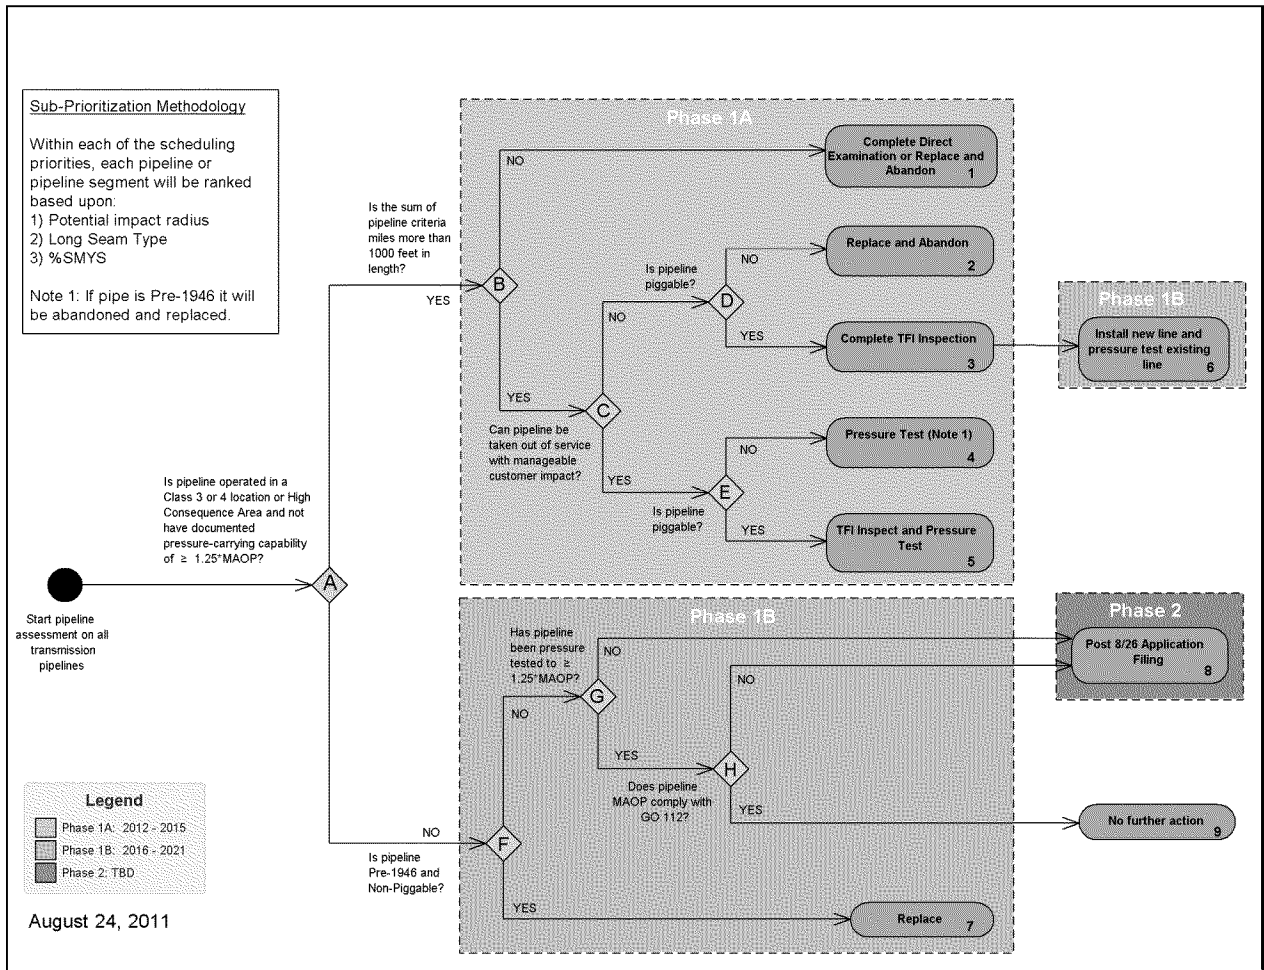 Sub-Prioritization Methodology
Within each of the scheduling
priorities, each pipeline or
pipeline segment will be ranked
based upon:
1) Potential impact radius
2) Long Seam Type
3) %SMYS
Note 1: If pipe is Pre-1946 it will
be abandoned and replaced.
Phase 1A
Complete Direct
Examination or Replace and
Abandon
1
NO
Is the sum of
pipeline criteria
miles more than
1000 feet in
length?
B
YES
Replace and Abandon
2
NO
Is pipeline
piggable?
D
NO
YES
Complete TFI Inspection
3
Phase 1B
Install new line and
pressure test existing
line
6
YES
C
Can pipeline be
taken out of service
with manageable
customer impact?
Pressure Test (Note 1)
4
NO
YES
E
Is pipeline
piggable?
YES
TFI Inspect and Pressure
Test
5
Is pipeline operated in a
Class 3 or 4 location or High
Consequence Area and not
have documented
pressure-carrying capability
of ≥ 1.25*MAOP?
A
Start pipeline
assessment on all
transmission
pipelines
Phase 1B
Has pipeline
been pressure
tested to ≥
1.25*MAOP?
NO
G
NO
Phase 2
Post 8/26 Application
Filing
8
NO
YES
H
Does pipeline
MAOP comply with
GO 112?
YES
No further action
9
NO
F
Is pipeline
Pre-1946 and
Non-Piggable?
YES
Replace
7
Legend
Phase 1A: 2012 - 2015
Phase 1B: 2016 - 2021
Phase 2: TBD
August 24, 2011